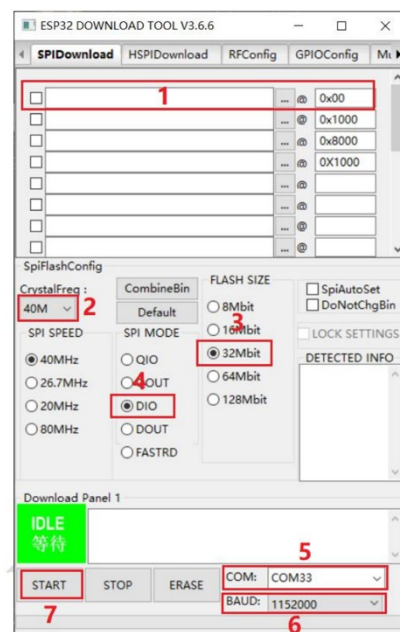 ESP32 DOWNLOAD TOOL V3.6.6
SPIDownload HSPIDownload RFConfig GPIOConfig
1 ... @ 0x00
... @ 0x1000
... @ 0x8000
... @ 0X1000
... @
... @
... @
SpiFlashConfig
CrystalFreq :
40M 2
CombineBin
Default
SPI SPEED
40MHz
26.7MHz
20MHz
80MHz
SPI MODE
QIO
4
DIO
DOUT
FASTRD
FLASH SIZE
8Mbit
3
32Mbit
64Mbit
128Mbit
SpiAutoSet
DoNotChgBin
LOCK SETTINGS
DETECTED INFO
Download Panel 1
IDLE
等待
5
START STOP ERASE
COM: COM33
BAUD: 1152000
7 6